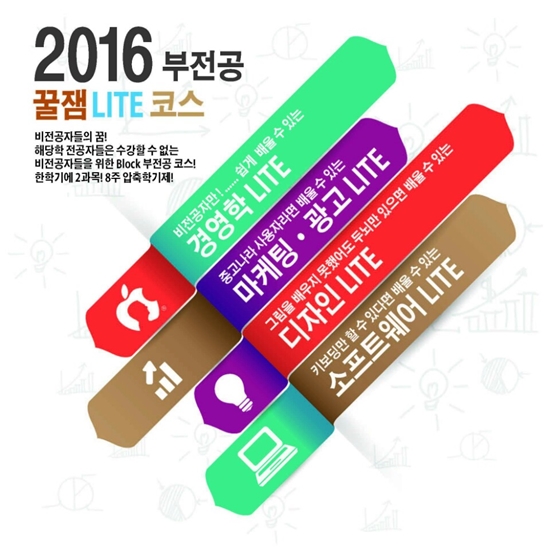 2016 부전공
꿀잼 LITE 코스
비전공자들의 꿈!
해당학 전공자들은 수강할 수 없는
비전공자들을 위한 Block 부전공 코스!
한학기에 2과목! 8주 압축학기제!
비전공자만! ...... 쉽게 배울 수 있는
경영학 LITE
중고나라 사용자라면 배울 수 있는
마케팅 · 광고 LITE
그림을 배우지 못했어도 두뇌만 있으면 배울 수 있는
디자인 LITE
키보딩만 할 수 있다면 배울 수 있는
소프트웨어 LITE